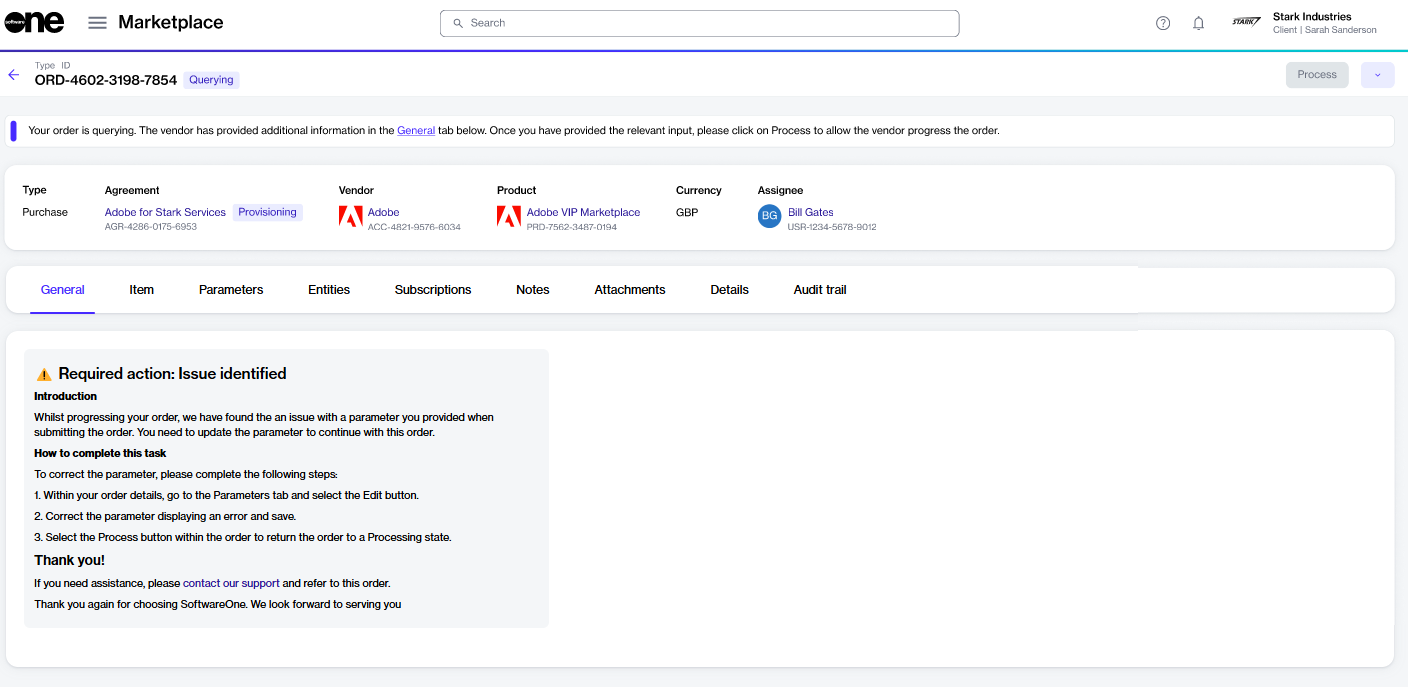 software
one
Marketplace
Search
STARK
Stark Industries
Client | Sarah Sanderson
Type ID
ORD-4602-3198-7854 Querying
Process
Your order is querying. The vendor has provided additional information in the General tab below. Once you have provided the relevant input, please click on Process to allow the vendor progress the order.
Type Agreement Vendor Product Currency Assignee
Purchase Adobe for Stark Services Provisioning Adobe Adobe VIP Marketplace GBP BG Bill Gates
AGR-4286-0175-6953 ACC-4821-9576-6034 PRD-7562-3487-0194 USR-1234-5678-9012
General Item Parameters Entities Subscriptions Notes Attachments Details Audit trail
Required action: Issue identified
Introduction
Whilst progressing your order, we have found the an issue with a parameter you provided when
submitting the order. You need to update the parameter to continue with this order.
How to complete this task
To correct the parameter, please complete the following steps:
1. Within your order details, go to the Parameters tab and select the Edit button.
2. Correct the parameter displaying an error and save.
3. Select the Process button within the order to return the order to a Processing state.
Thank you!
If you need assistance, please contact our support and refer to this order.
Thank you again for choosing SoftwareOne. We look forward to serving you